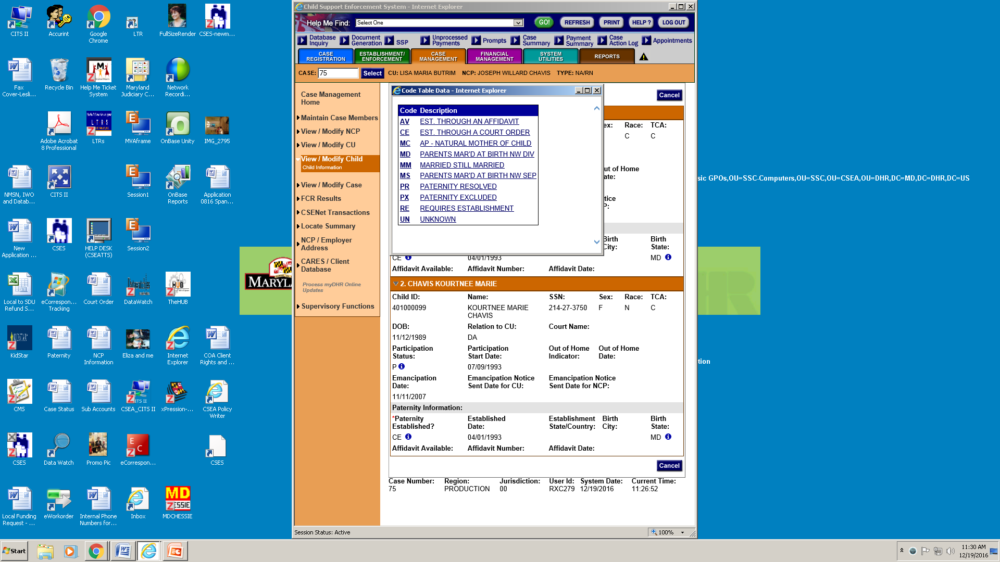 CITS II
Accurint
Google Chrome
LTR
FullSizeRender
CSES-newm...
Fax Cover-Lesli...
Recycle Bin
Help Me Ticket System
Maryland Judiciary C...
Network Recordi...
Adobe Acrobat 8 Professional
LTRs
MVAframe
OnBase Unity
IMG_2795
NMSN, IWO and Datab...
CITS II
Session1
OnBase Reports
Application 0816 Span...
New Application ...
CSES
HELP DESK (CSEATTS)
Session2
Local to SDU Refund S...
eCorrespon... Tracking
Court Order
DataWatch
TheHUB
KidStar
Paternity
NCP Information
Eliza and me
Internet Explorer
COA Client Rights and ...
CMS
Case Status
Sub Accounts
CSEA_CITS II
xPression-...
CSEA Policy Writer
CSES
Data Watch
Promo Pic
eCorrespon...
CSES
Local Funding Request - ...
eWorkorder
Internal Phone Numbers for...
Inbox
MDCHESSIE
Child Support Enforcement System - Internet Explorer
Help Me Find: Select One GO! REFRESH PRINT HELP ? LOG OUT
Database Inquiry Document Generation SSP Unprocessed Payments Prompts Case Summary Payment Summary Case Action Log Appointments
CASE REGISTRATION ESTABLISHMENT/ ENFORCEMENT CASE MANAGEMENT FINANCIAL MANAGEMENT SYSTEM UTILITIES REPORTS
CASE: 75 Select CU: LISA MARIA BUTRIM NCP: JOSEPH WILLARD CHAVIS TYPE: NA/RN
Case Management Home
Maintain Case Members
View / Modify NCP
View / Modify CU
View / Modify Child
Child Information
View / Modify Case
FCR Results
CSENet Transactions
Locate Summary
NCP / Employer Address
CARES / Client Database
Process myDHR Online Updates
Supervisory Functions
Code Table Data - Internet Explorer
Code Description
AV EST. THROUGH AN AFFIDAVIT
CE EST. THROUGH A COURT ORDER
MC AP - NATURAL MOTHER OF CHILD
MD PARENTS MAR'D AT BIRTH NW DIV
MM MARRIED STILL MARRIED
MS PARENTS MAR'D AT BIRTH NW SEP
PR PATERNITY RESOLVED
PX PATERNITY EXCLUDED
RE REQUIRES ESTABLISHMENT
UN UNKNOWN
Cancel
ex: Race: TCA:
C C
ut of Home
ate:
tice
P:
Birth Birth
City: State:
CE 04/01/1993 MD
Affidavit Available: Affidavit Number: Affidavit Date:
2. CHAVIS KOURTNEE MARIE
Child ID: Name: SSN: Sex: Race: TCA:
401000099 KOURTNEE MARIE CHAVIS 214-27-3750 F N C
DOB: Relation to CU: Court Name:
11/12/1989 DA
Participation Status: Participation Start Date: Out of Home Indicator: Out of Home Date:
P 07/09/1993
Emancipation Date: Emancipation Notice Sent Date for CU: Emancipation Notice Sent Date for NCP:
11/11/2007
Paternity Information:
*Paternity Established? Established Date: Establishment State/Country: Birth City: Birth State:
CE 04/01/1993 MD
Affidavit Available: Affidavit Number: Affidavit Date:
Cancel
Case Number: Region: Jurisdiction: User Id: System Date: Current Time:
75 PRODUCTION 00 RXC279 12/19/2016 11:26:52
Session Status: Active
100%
sic GPOs,OU=SSC-Computers,OU=SSC,OU=CSEA,OU=DHR,DC=MD,DC=DHR,DC=US
MARYLA
DHR
tion
Start
11:30 AM
12/19/2016